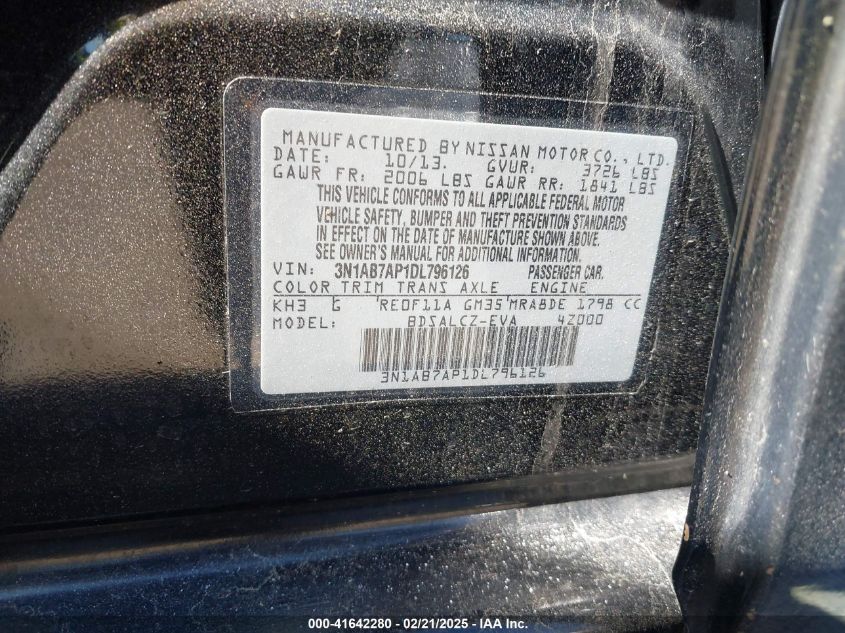 MANUFACTURED BY NISSAN MOTOR CO., LTD.
DATE: 10/13. GVWR: 3726 LBS
GAWR FR: 2006 LBS GAWR RR: 1841 LBS
THIS VEHICLE CONFORMS TO ALL APPLICABLE FEDERAL MOTOR
VEHICLE SAFETY, BUMPER AND THEFT PREVENTION STANDARDS
IN EFFECT ON THE DATE OF MANUFACTURE SHOWN ABOVE.
SEE OWNER'S MANUAL FOR ADDITIONAL INFORMATION.
VIN: 3N1AB7AP1DL796126 PASSENGER CAR.
COLOR TRIM TRANS AXLE ENGINE
KH3 G RE0F11A GM35 MRA8DE 1798 CC
MODEL: BDSALCZ-EVA 4Z000
3N1AB7AP1DL796126
000-41642280 - 02/21/2025 - IAA Inc.